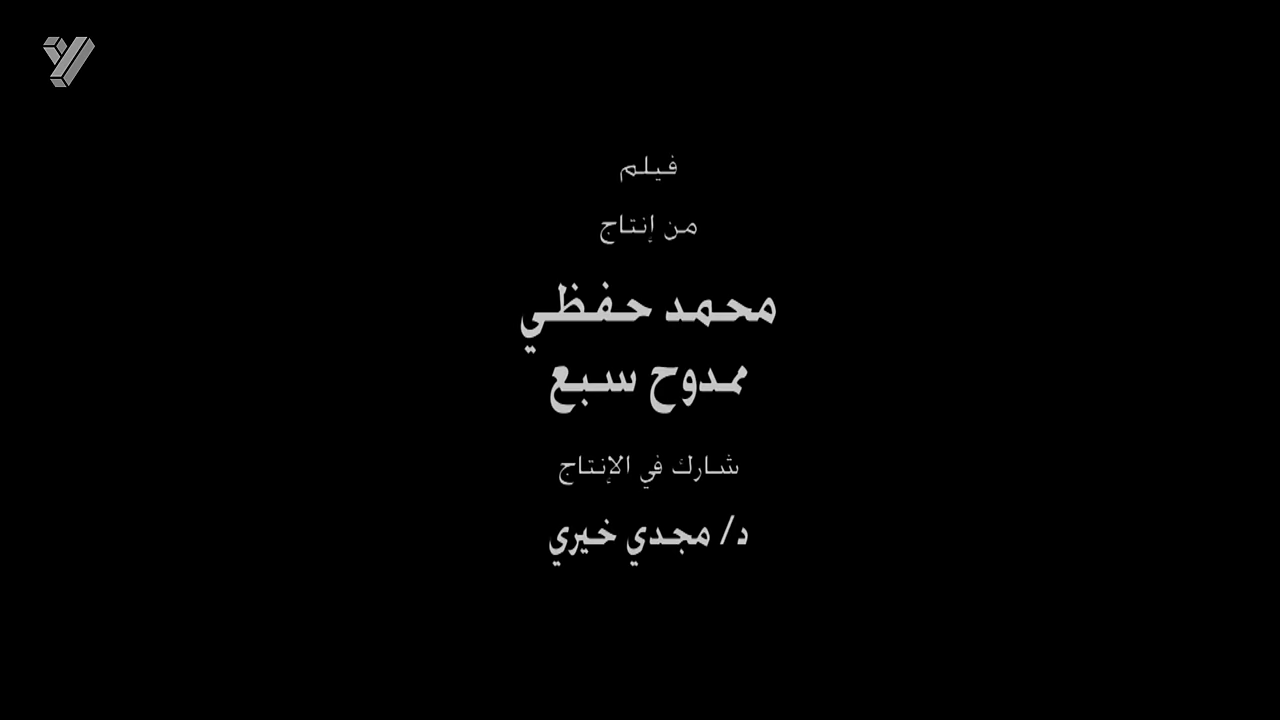 فيلم
من إنتاج
محمد حفظي
ممدوح سبع
شارك في الإنتاج
د/ مجدي خيري